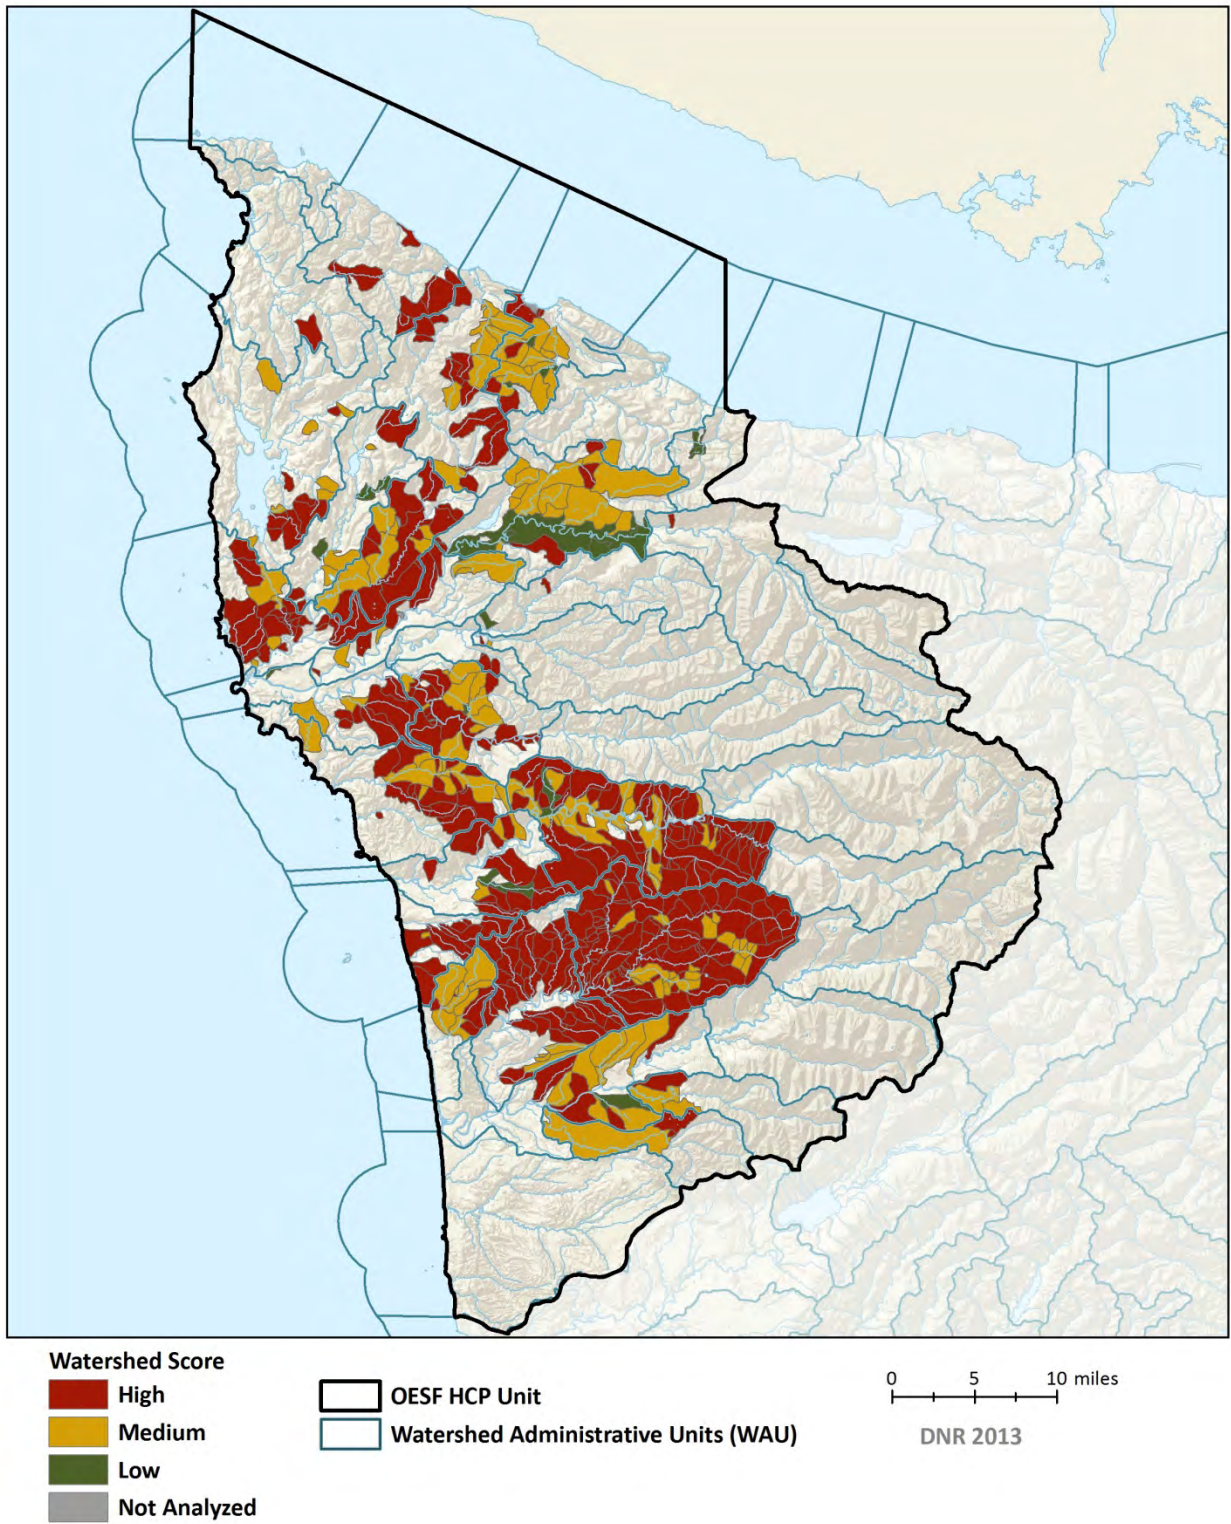 Watershed Score
High
Medium
Low
Not Analyzed
OESF HCP Unit
Watershed Administrative Units (WAU)
0 5 10 miles
DNR 2013